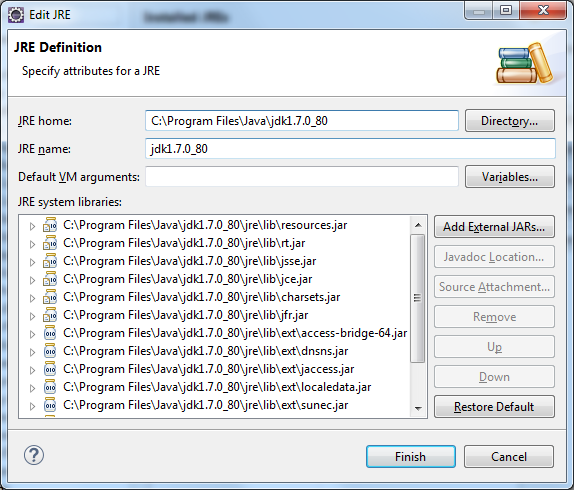 Edit JRE
Installed JREs
JRE Definition
Specify attributes for a JRE
JRE home: C:\Program Files\Java\jdk1.7.0_80 Directory...
JRE name: jdk1.7.0_80
Default VM arguments: Variables...
JRE system libraries:
C:\Program Files\Java\jdk1.7.0_80\jre\lib\resources.jar Add External JARs...
C:\Program Files\Java\jdk1.7.0_80\jre\lib\rt.jar
C:\Program Files\Java\jdk1.7.0_80\jre\lib\jsse.jar Javadoc Location...
C:\Program Files\Java\jdk1.7.0_80\jre\lib\jce.jar Source Attachment...
C:\Program Files\Java\jdk1.7.0_80\jre\lib\charsets.jar
C:\Program Files\Java\jdk1.7.0_80\jre\lib\jfr.jar Remove
C:\Program Files\Java\jdk1.7.0_80\jre\lib\ext\access-bridge-64.jar
C:\Program Files\Java\jdk1.7.0_80\jre\lib\ext\dnsns.jar Up
C:\Program Files\Java\jdk1.7.0_80\jre\lib\ext\jaccess.jar Down
C:\Program Files\Java\jdk1.7.0_80\jre\lib\ext\localedata.jar
C:\Program Files\Java\jdk1.7.0_80\jre\lib\ext\sunec.jar Restore Default
Finish Cancel